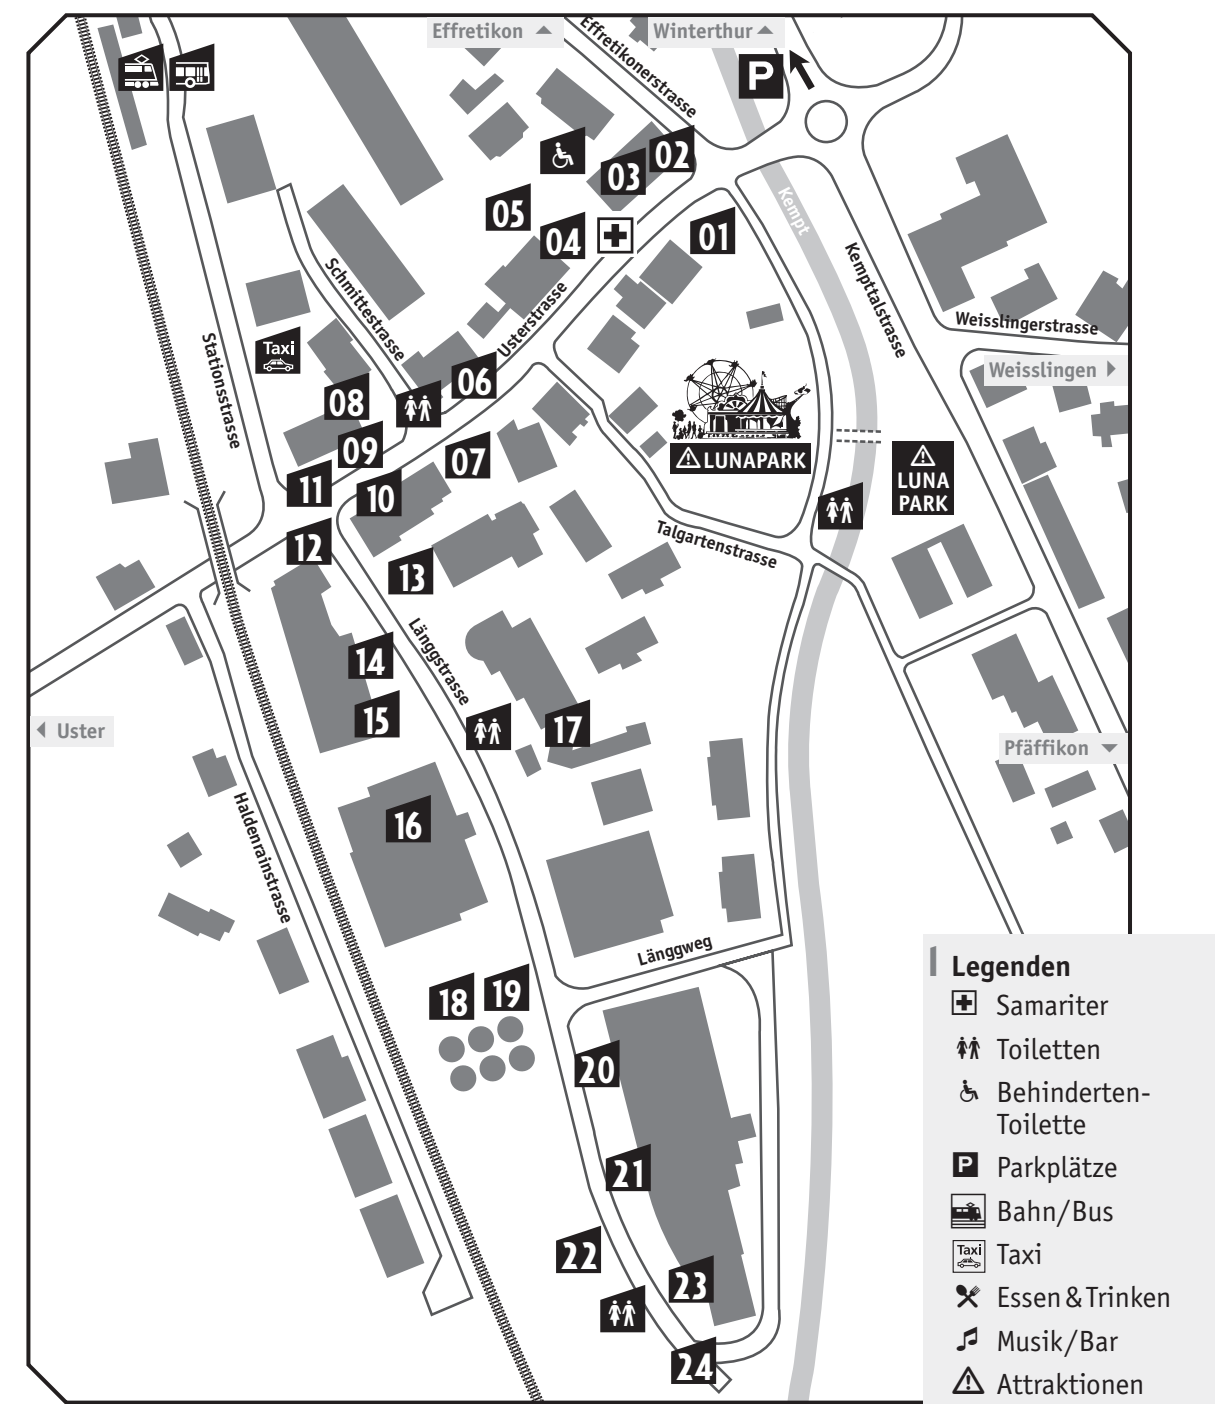 Effretikon
Winterthur
Effretikonerstrasse
P
02
03
05
04
01
Kempt
Kempttalstrasse
Schmittestrasse
Usterstrasse
Stationsstrasse
Weisslingerstrasse
Weisslingen
Taxi
06
08
09
07
LUNAPARK
LUNA
PARK
11
10
12
13
Talgartenstrasse
Länggstrasse
14
15
17
Uster
Pfäffikon
16
Haldenrainstrasse
Länggweg
18
19
20
21
22
23
24
Legenden
Samariter
Toiletten
Behinderten-
Toilette
P Parkplätze
Bahn/Bus
Taxi Taxi
Essen & Trinken
Musik/Bar
Attraktionen